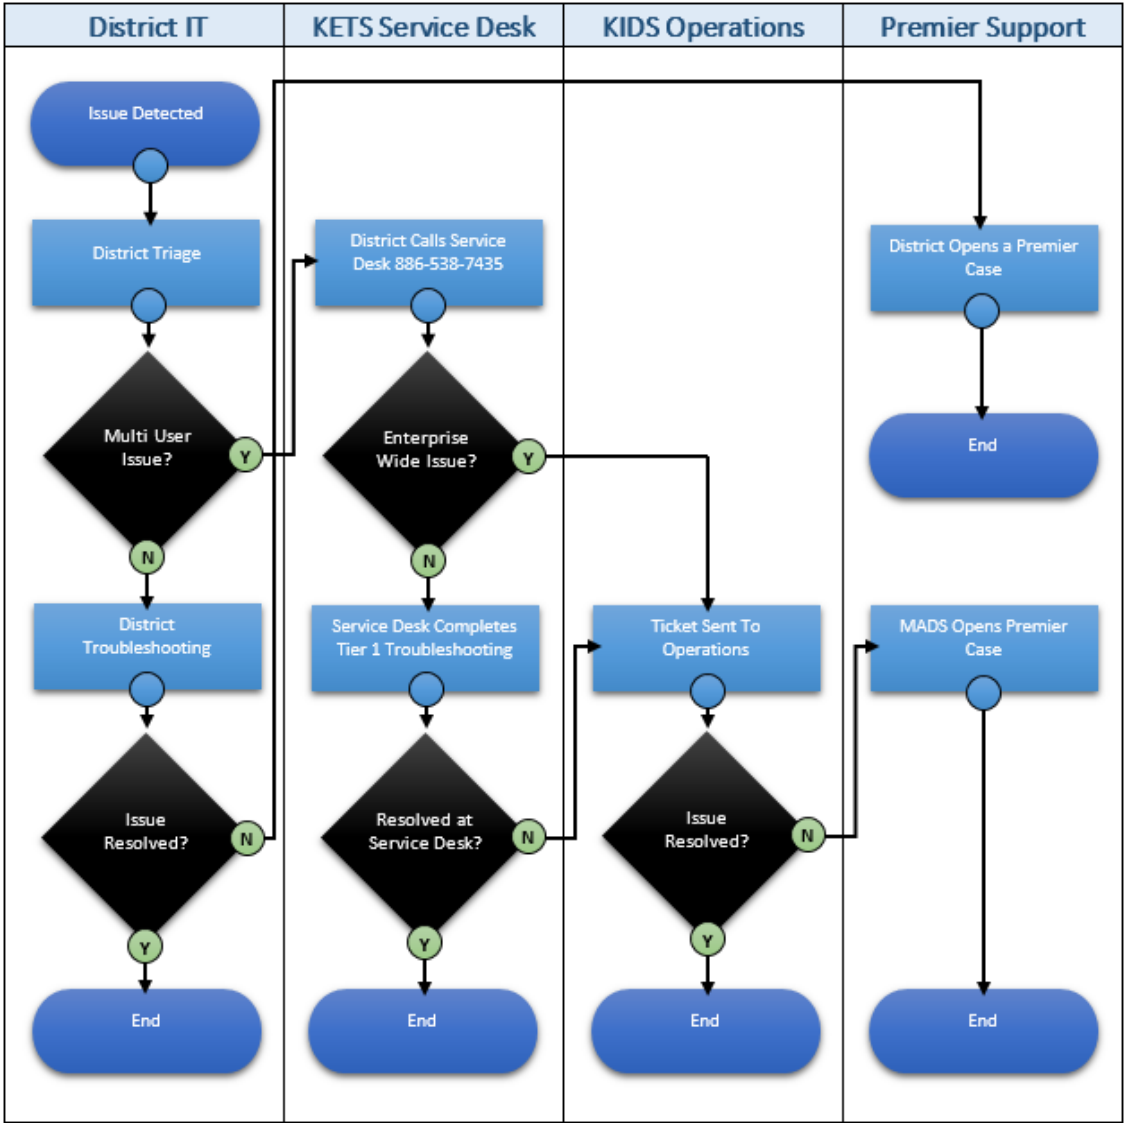 District IT
KETS Service Desk
KIDS Operations
Premier Support
Issue Detected
District Triage
Multi User
Issue?
Y
N
District
Troubleshooting
Issue
Resolved?
N
Y
End
District Calls Service
Desk 886-538-7435
Enterprise
Wide Issue?
Y
N
Service Desk Completes
Tier 1 Troubleshooting
Resolved at
Service Desk?
N
Y
End
Ticket Sent To
Operations
Issue
Resolved?
N
Y
End
District Opens a Premier
Case
End
MADS Opens Premier
Case
End